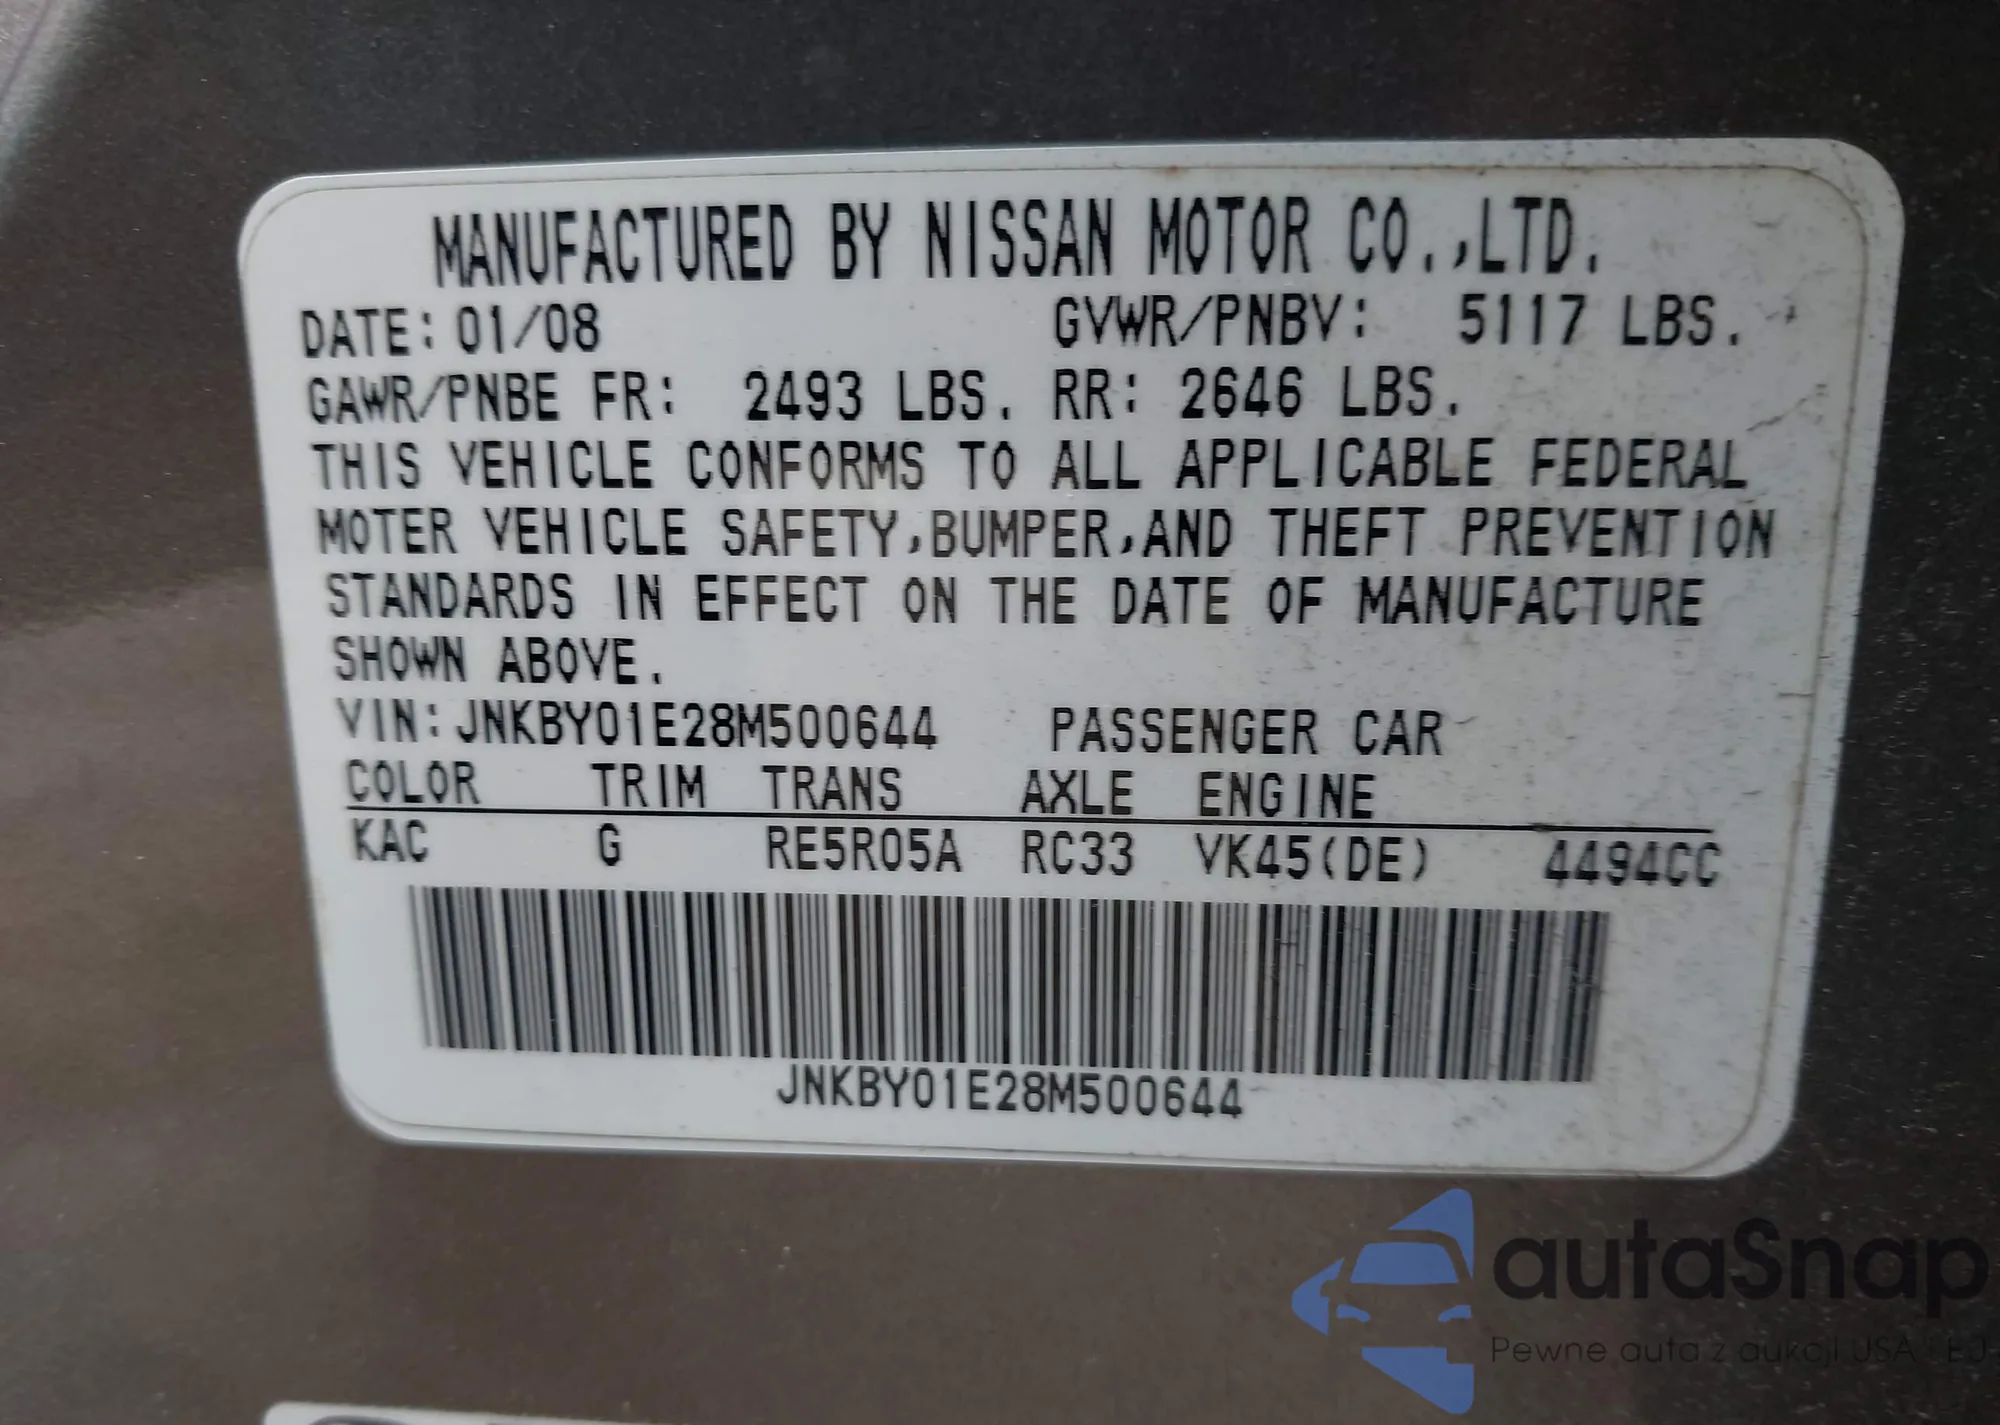 MANUFACTURED BY NISSAN MOTOR CO.,LTD.
DATE: 01/08 GVWR/PNBV: 5117 LBS.
GAWR/PNBE FR: 2493 LBS. RR: 2646 LBS.
THIS VEHICLE CONFORMS TO ALL APPLICABLE FEDERAL
MOTER VEHICLE SAFETY,BUMPER,AND THEFT PREVENTION
STANDARDS IN EFFECT ON THE DATE OF MANUFACTURE
SHOWN ABOVE.
VIN:JNKBY01E28M500644 PASSENGER CAR
COLOR TRIM TRANS AXLE ENGINE
KAC G RE5R05A RC33 VK45(DE) 4494CC
JNKBY01E28M500644
autaSnap
Pewne auta z aukcji USA i EU